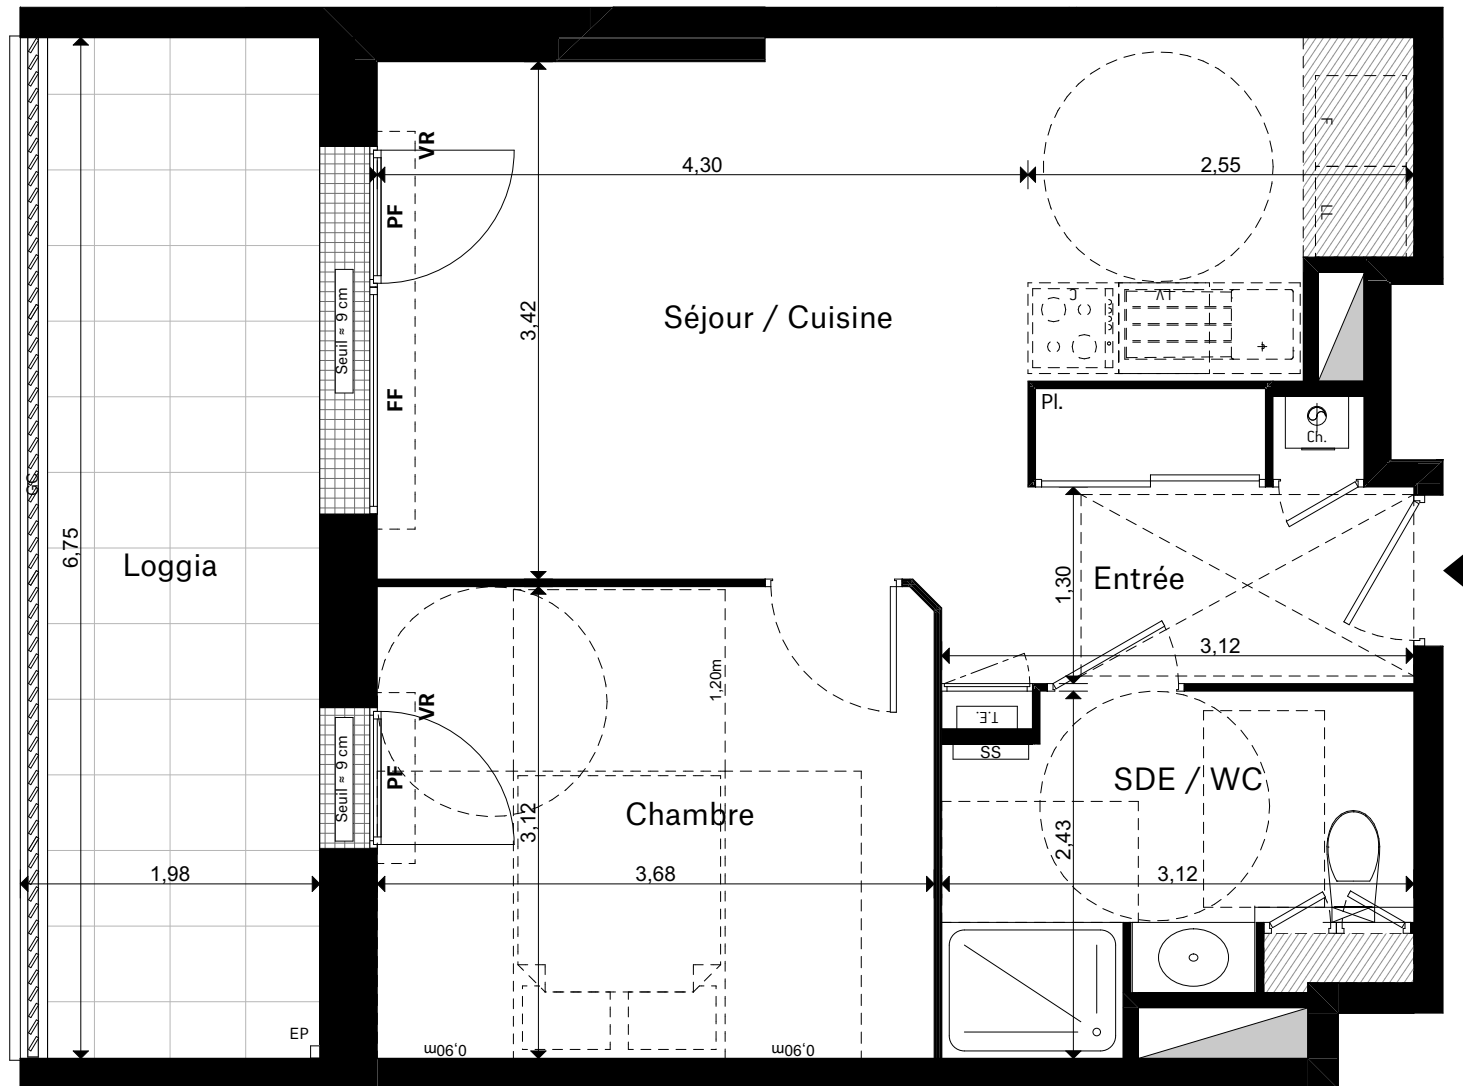 VR
4,30
2,55
F
PF
LL
Seuil ≈ 9 cm
3,42
Séjour / Cuisine
C
LV
FF
Pl.
Ch.
GC
6,75
Loggia
1,30
Entrée
3,12
1,20m
VR
T.E.
SS
PF
Seuil ≈ 9 cm
3,12
Chambre
SDE / WC
2,43
1,98
3,68
3,12
EP
0,90m
0,90m